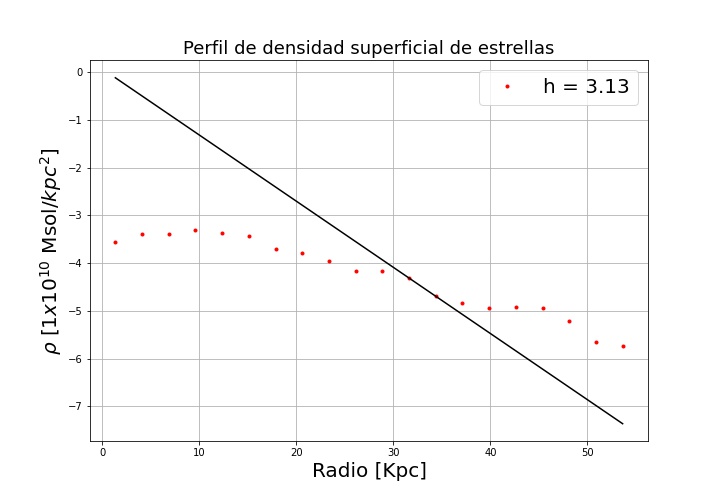 Perfil de densidad superficial de estrellas
h = 3.13
ρ [1x10^10 Msol/kpc^2]
0
−1
−2
−3
−4
−5
−6
−7
0 10 20 30 40 50
Radio [Kpc]